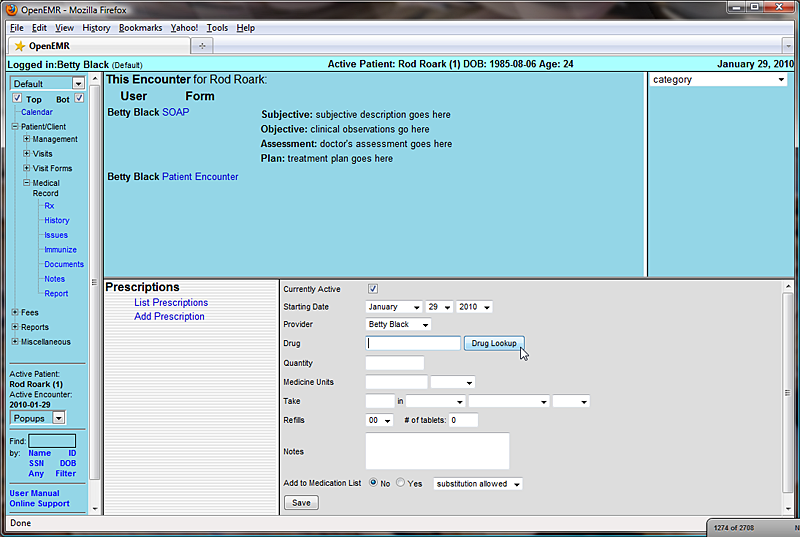 OpenEMR - Mozilla Firefox
File Edit View History Bookmarks Yahoo! Tools Help
OpenEMR
Logged in:Betty Black (Default) Active Patient: Rod Roark (1) DOB: 1985-08-06 Age: 24 January 29, 2010
Default
Top Bot
Calendar
Patient/Client
Management
Visits
Visit Forms
Medical
Record
Rx
History
Issues
Immunize
Documents
Notes
Report
Fees
Reports
Miscellaneous
Active Patient:
Rod Roark (1)
Active Encounter:
2010-01-29
Popups
Find:
by: Name ID
SSN DOB
Any Filter
User Manual
Online Support
This Encounter for Rod Roark:
User Form
Betty Black SOAP
Subjective: subjective description goes here
Objective: clinical observations go here
Assessment: doctor's assessment goes here
Plan: treatment plan goes here
Betty Black Patient Encounter
category
Prescriptions
List Prescriptions
Add Prescription
Currently Active
Starting Date January 29 2010
Provider Betty Black
Drug Drug Lookup
Quantity
Medicine Units
Take in
Refills 00 # of tablets: 0
Notes
Add to Medication List No Yes substitution allowed
Save
Done
1274 of 2708 N